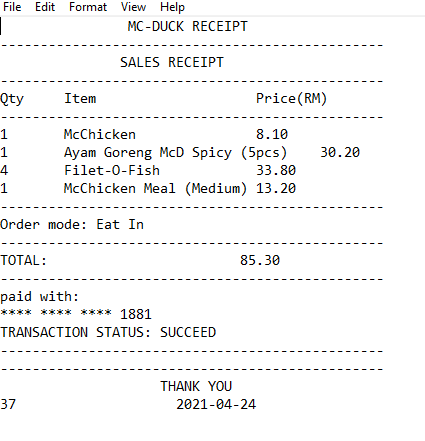 File Edit Format View Help
MC-DUCK RECEIPT
------------------------------------------------
SALES RECEIPT
------------------------------------------------
Qty Item Price(RM)
------------------------------------------------
1 McChicken 8.10
1 Ayam Goreng McD Spicy (5pcs) 30.20
4 Filet-O-Fish 33.80
1 McChicken Meal (Medium) 13.20
------------------------------------------------
Order mode: Eat In
------------------------------------------------
TOTAL: 85.30
------------------------------------------------
paid with:
**** **** **** 1881
TRANSACTION STATUS: SUCCEED
------------------------------------------------
------------------------------------------------
THANK YOU
37 2021-04-24